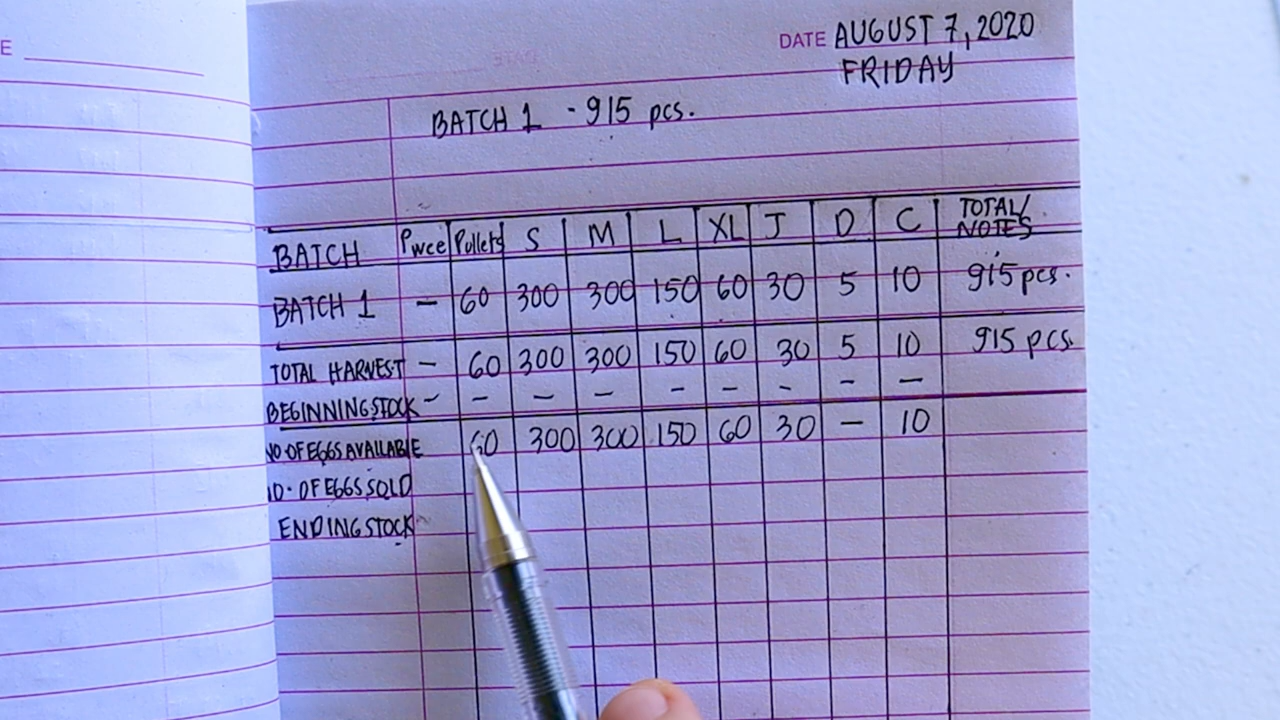 E
DATE AUGUST 7, 2020
FRIDAY
BATCH 1 - 915 pcs.
BATCH Pwee Pullets S M L XL J D C TOTAL/ NOTES
BATCH 1 — 60 300 300 150 60 30 5 10 915 pcs.
TOTAL HARVEST — 60 300 300 150 60 30 5 10 915 pcs.
BEGINNING STOCK - - - - - - - - -
NO. OF EGGS AVAILABLE 60 300 300 150 60 30 — 10
O. OF EGGS SOLD
ENDING STOCK